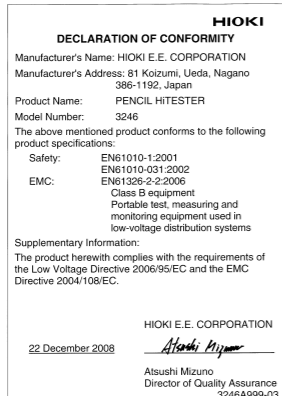 HIOKI
DECLARATION OF CONFORMITY
Manufacturer's Name: HIOKI E.E. CORPORATION
Manufacturer's Address: 81 Koizumi, Ueda, Nagano
386-1192, Japan
Product Name: PENCIL HiTESTER
Model Number: 3246
The above mentioned product conforms to the following
product specifications:
Safety: EN61010-1:2001
EN61010-031:2002
EMC: EN61326-2-2:2006
Class B equipment
Portable test, measuring and
monitoring equipment used in
low-voltage distribution systems
Supplementary Information:
The product herewith complies with the requirements of
the Low Voltage Directive 2006/95/EC and the EMC
Directive 2004/108/EC.
HIOKI E.E. CORPORATION
22 December 2008
Atsushi Mizuno
Atsushi Mizuno
Director of Quality Assurance
3246A999-03